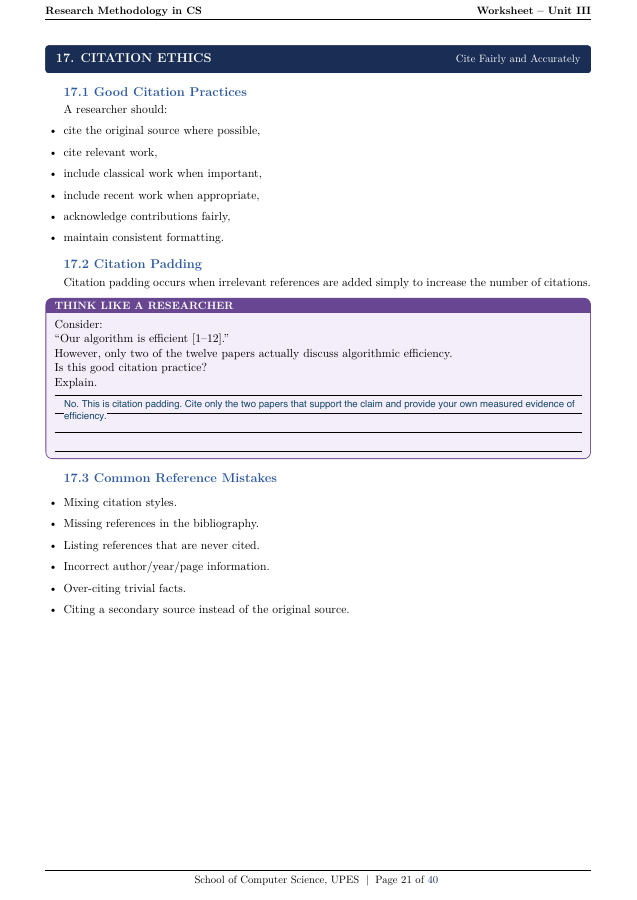 Research Methodology in CS Worksheet – Unit III
17. CITATION ETHICS Cite Fairly and Accurately
17.1 Good Citation Practices
A researcher should:
• cite the original source where possible,
• cite relevant work,
• include classical work when important,
• include recent work when appropriate,
• acknowledge contributions fairly,
• maintain consistent formatting.
17.2 Citation Padding
Citation padding occurs when irrelevant references are added simply to increase the number of citations.
THINK LIKE A RESEARCHER
Consider:
“Our algorithm is efficient [1–12].”
However, only two of the twelve papers actually discuss algorithmic efficiency.
Is this good citation practice?
Explain.
No. This is citation padding. Cite only the two papers that support the claim and provide your own measured evidence of
efficiency.
17.3 Common Reference Mistakes
• Mixing citation styles.
• Missing references in the bibliography.
• Listing references that are never cited.
• Incorrect author/year/page information.
• Over-citing trivial facts.
• Citing a secondary source instead of the original source.
School of Computer Science, UPES | Page 21 of 40